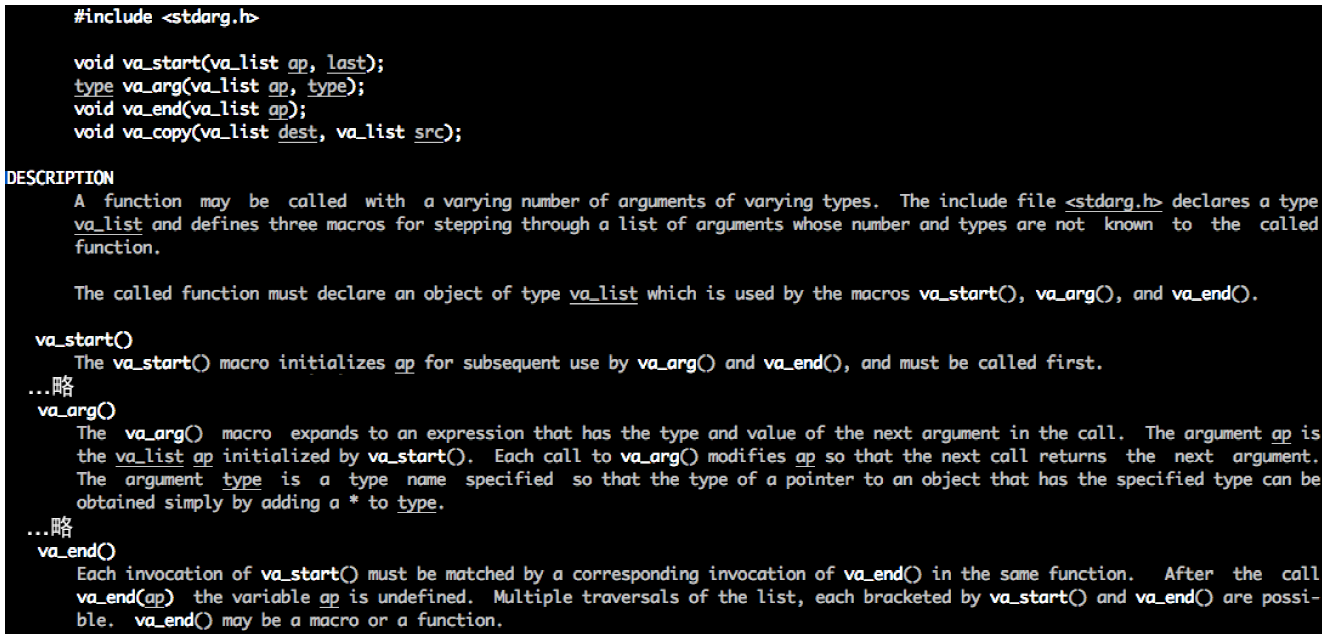 #include <stdarg.h>
void va_start(va_list ap, last);
type va_arg(va_list ap, type);
void va_end(va_list ap);
void va_copy(va_list dest, va_list src);
DESCRIPTION
A function may be called with a varying number of arguments of varying types. The include file <stdarg.h> declares a type
va_list and defines three macros for stepping through a list of arguments whose number and types are not known to the called
function.
The called function must declare an object of type va_list which is used by the macros va_start(), va_arg(), and va_end().
va_start()
The va_start() macro initializes ap for subsequent use by va_arg() and va_end(), and must be called first.
...略
va_arg()
The va_arg() macro expands to an expression that has the type and value of the next argument in the call. The argument ap is
the va_list ap initialized by va_start(). Each call to va_arg() modifies ap so that the next call returns the next argument.
The argument type is a type name specified so that the type of a pointer to an object that has the specified type can be
obtained simply by adding a * to type.
...略
va_end()
Each invocation of va_start() must be matched by a corresponding invocation of va_end() in the same function. After the call
va_end(ap) the variable ap is undefined. Multiple traversals of the list, each bracketed by va_start() and va_end() are possi-
ble. va_end() may be a macro or a function.